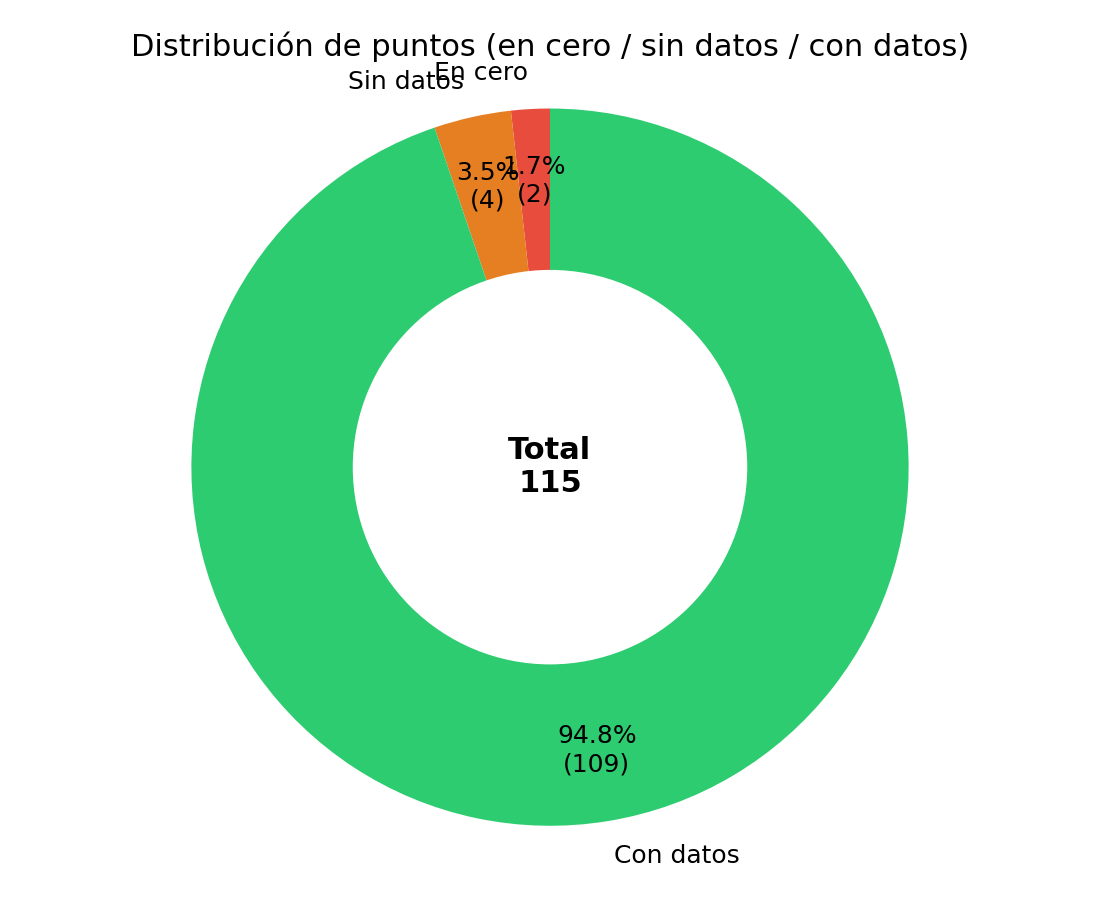 Distribución de puntos (en cero / sin datos / con datos)
En cero
Sin datos
3.5%
(4)
1.7%
(2)
Total
115
94.8%
(109)
Con datos